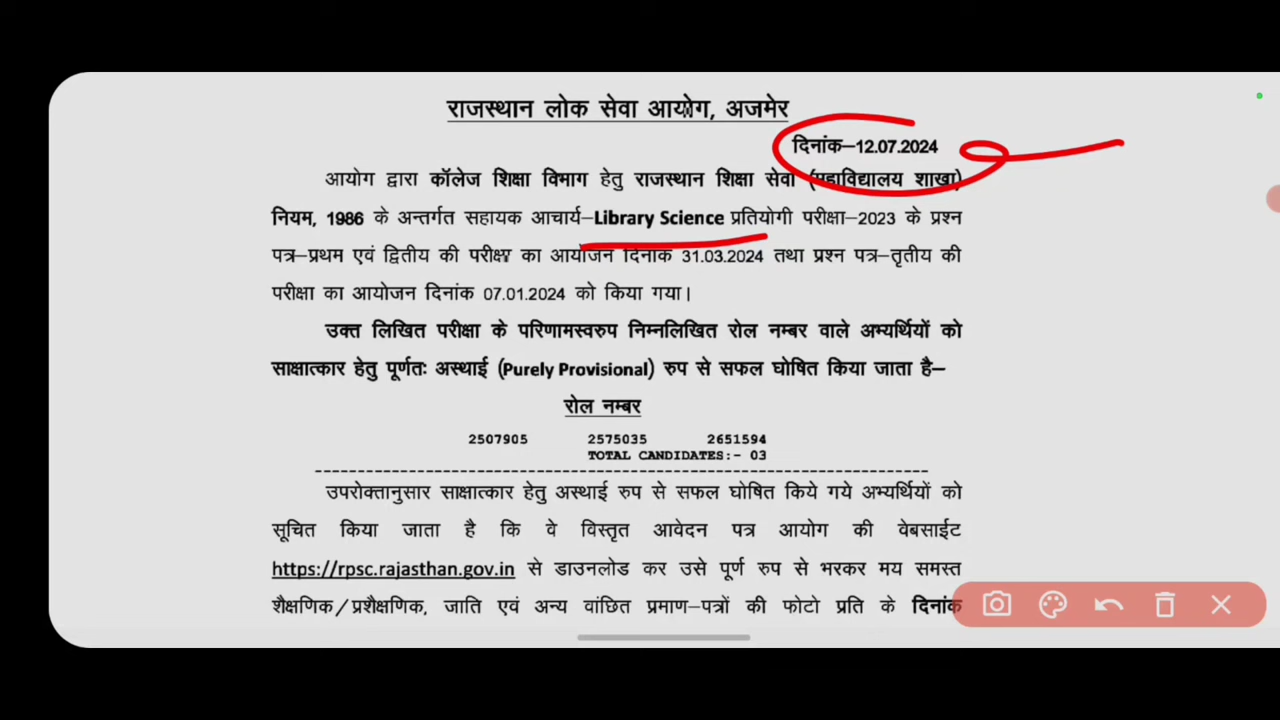 राजस्थान लोक सेवा आयोग, अजमेर
दिनांक–12.07.2024
आयोग द्वारा कॉलेज शिक्षा विभाग हेतु राजस्थान शिक्षा सेवा (महाविद्यालय शाखा)
नियम, 1986 के अन्तर्गत सहायक आचार्य–Library Science प्रतियोगी परीक्षा–2023 के प्रश्न
पत्र–प्रथम एवं द्वितीय की परीक्षा का आयोजन दिनांक 31.03.2024 तथा प्रश्न पत्र–तृतीय की
परीक्षा का आयोजन दिनांक 07.01.2024 को किया गया।
उक्त लिखित परीक्षा के परिणामस्वरुप निम्नलिखित रोल नम्बर वाले अभ्यर्थियों को
साक्षात्कार हेतु पूर्णतः अस्थाई (Purely Provisional) रुप से सफल घोषित किया जाता है–
रोल नम्बर
2507905 2575035 2651594
TOTAL CANDIDATES:- 03
उपरोक्तानुसार साक्षात्कार हेतु अस्थाई रुप से सफल घोषित किये गये अभ्यर्थियों को
सूचित किया जाता है कि वे विस्तृत आवेदन पत्र आयोग की वेबसाईट
https://rpsc.rajasthan.gov.in से डाउनलोड कर उसे पूर्ण रुप से भरकर मय समस्त
शैक्षणिक/प्रशैक्षणिक, जाति एवं अन्य वांछित प्रमाण–पत्रों की फोटो प्रति के दिनांक